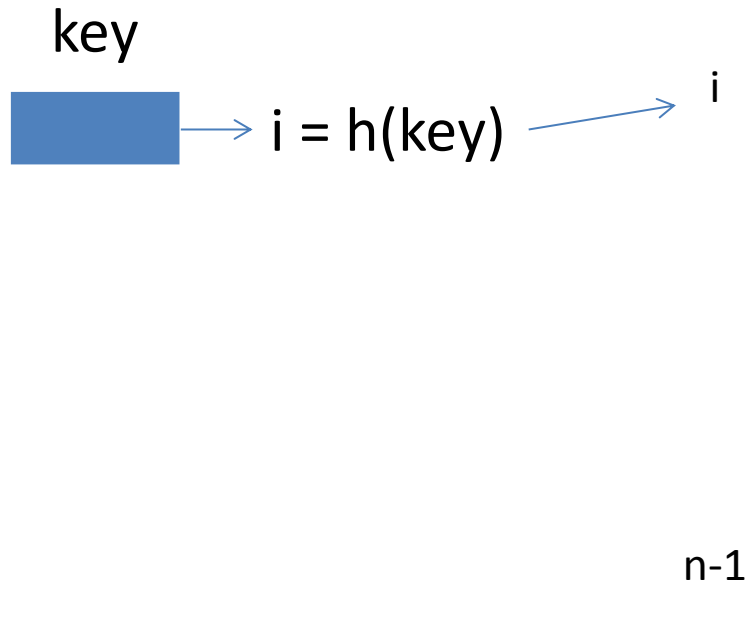 key
i = h(key)
i
n-1